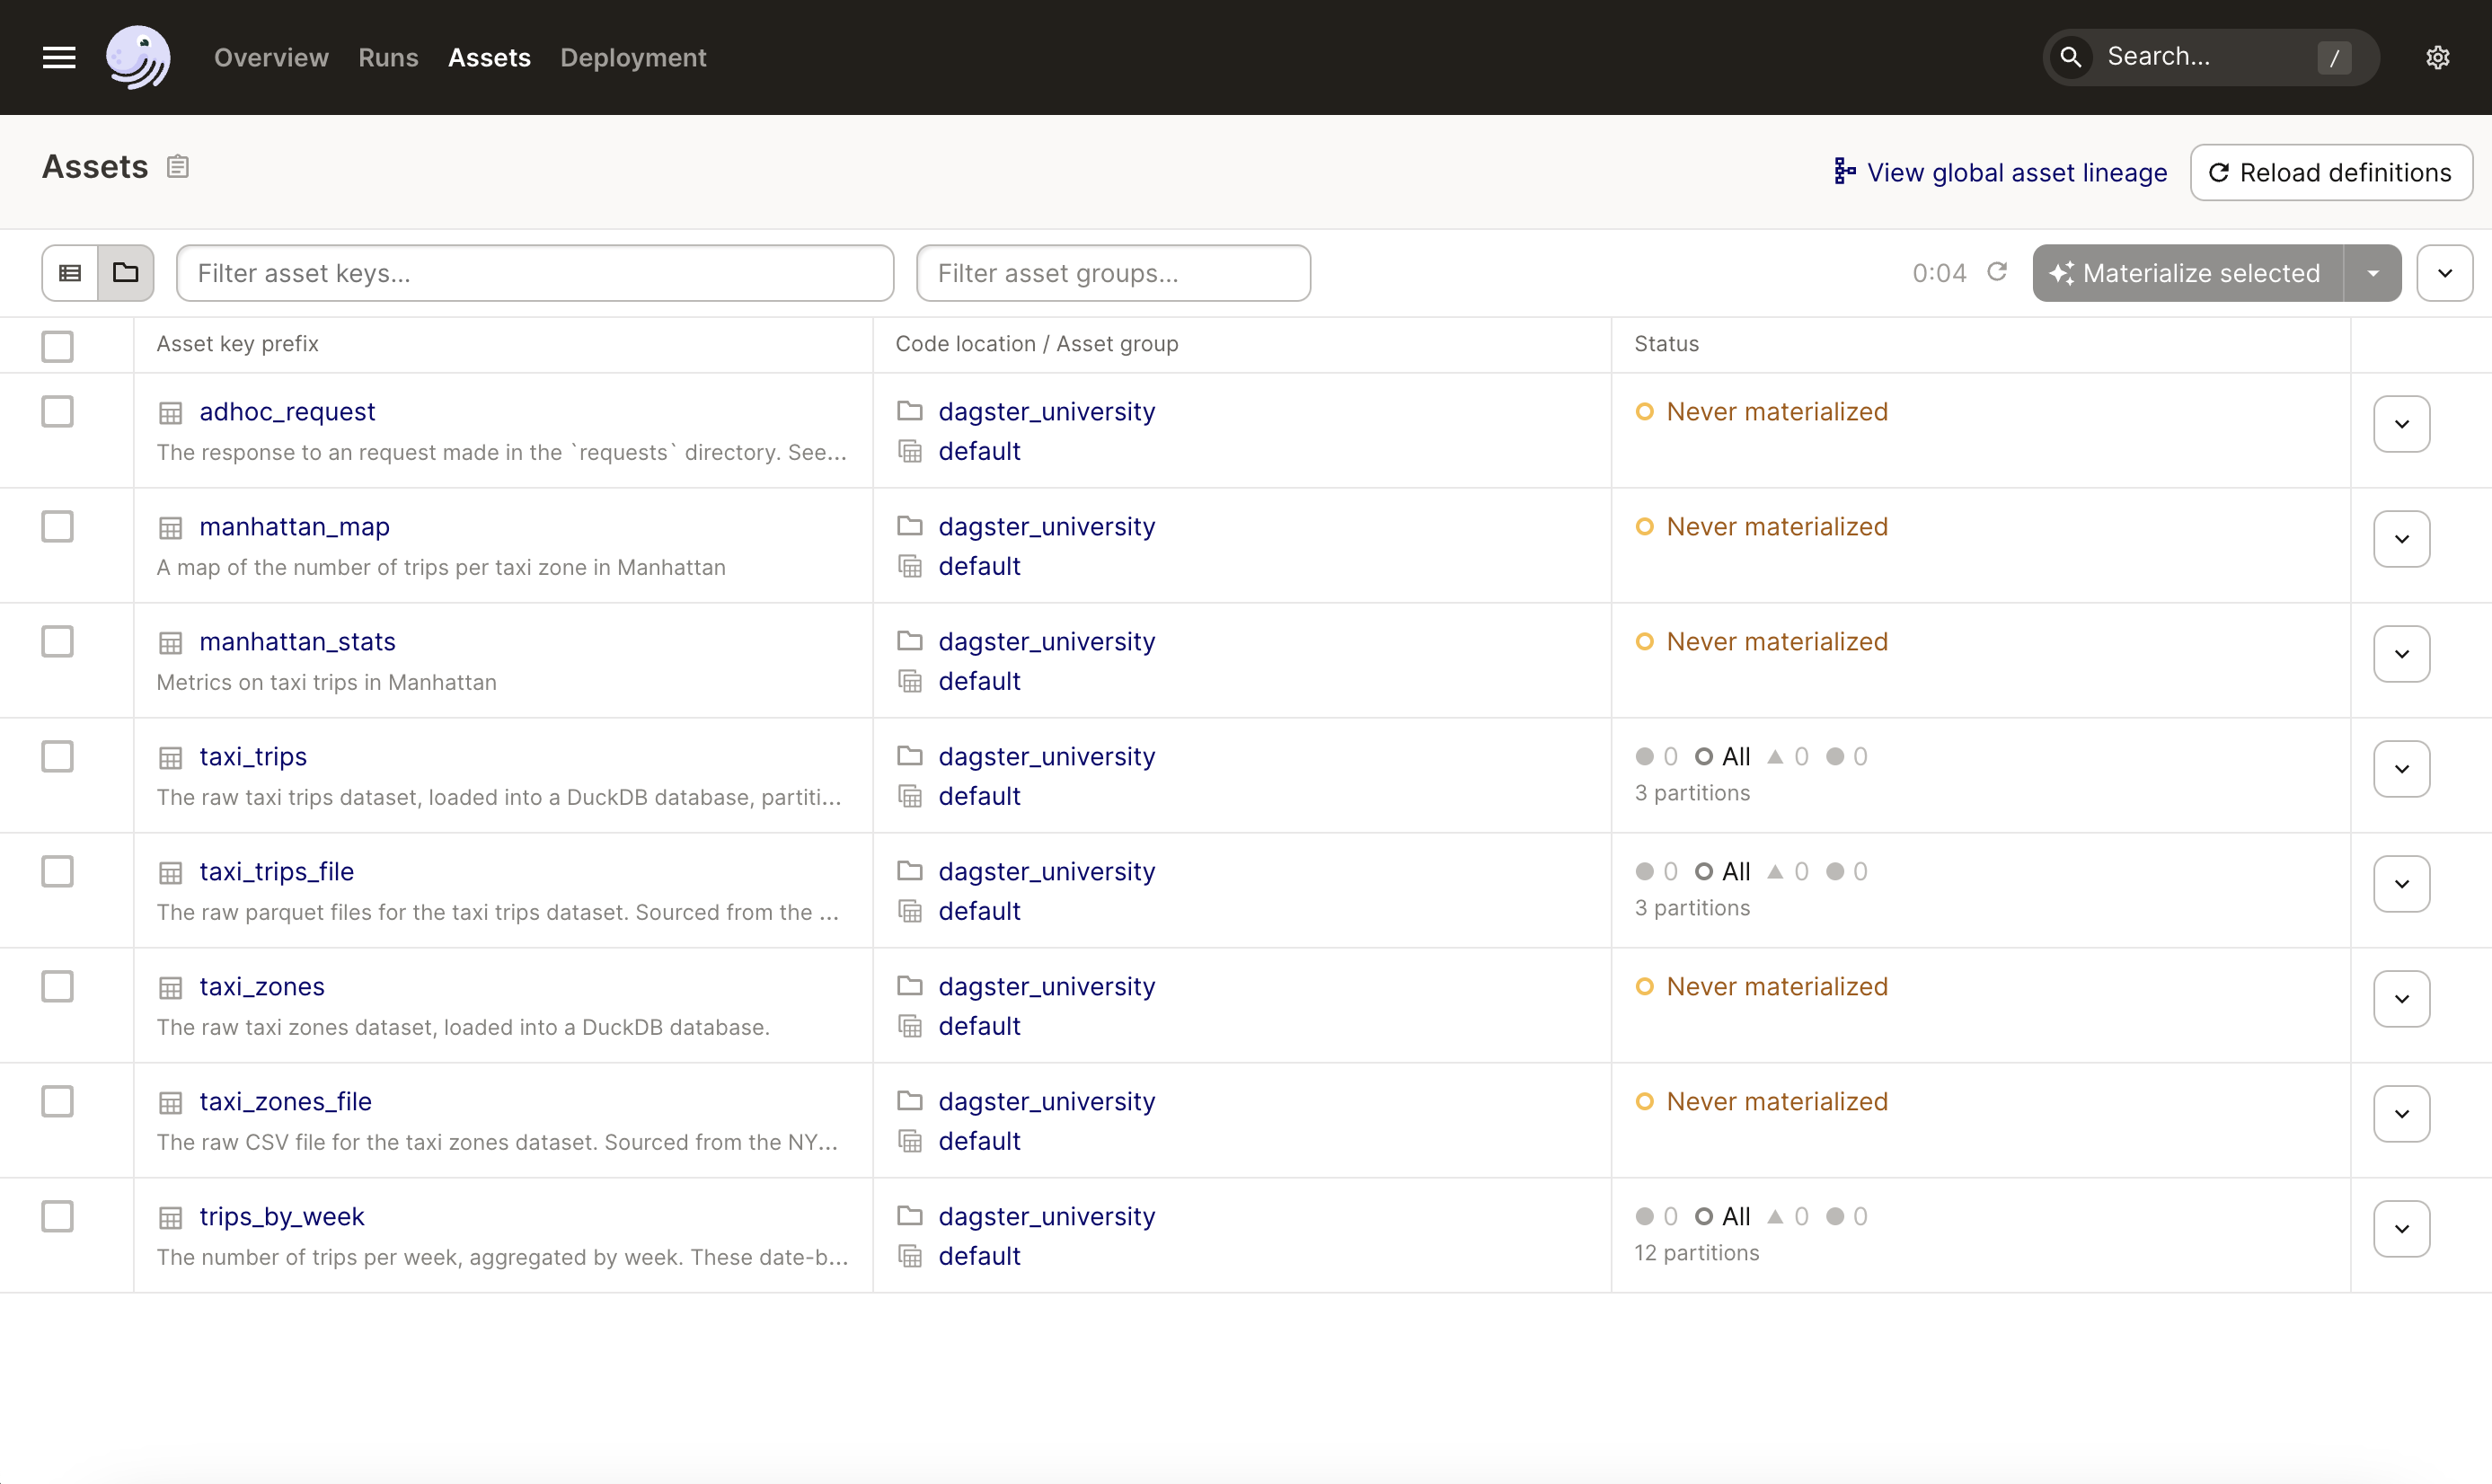 Overview Runs Assets Deployment Search... /
Assets View global asset lineage Reload definitions
Filter asset keys... Filter asset groups... 0:04 Materialize selected
Asset key prefix Code location / Asset group Status
adhoc_request dagster_university Never materialized
The response to an request made in the `requests` directory. See... default
manhattan_map dagster_university Never materialized
A map of the number of trips per taxi zone in Manhattan default
manhattan_stats dagster_university Never materialized
Metrics on taxi trips in Manhattan default
taxi_trips dagster_university 0 All 0 0
The raw taxi trips dataset, loaded into a DuckDB database, partiti... default 3 partitions
taxi_trips_file dagster_university 0 All 0 0
The raw parquet files for the taxi trips dataset. Sourced from the ... default 3 partitions
taxi_zones dagster_university Never materialized
The raw taxi zones dataset, loaded into a DuckDB database. default
taxi_zones_file dagster_university Never materialized
The raw CSV file for the taxi zones dataset. Sourced from the NY... default
trips_by_week dagster_university 0 All 0 0
The number of trips per week, aggregated by week. These date-b... default 12 partitions